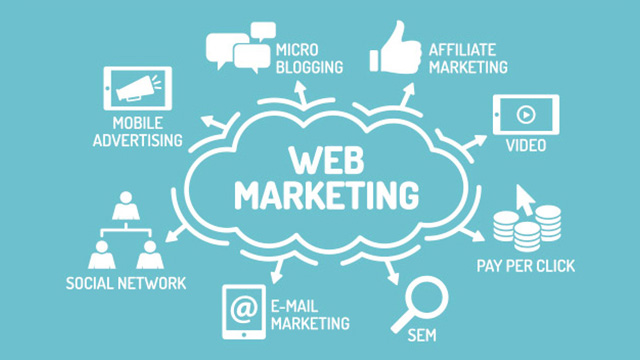 MICRO
BLOGGING
AFFILIATE
MARKETING
MOBILE
ADVERTISING
VIDEO
WEB
MARKETING
SOCIAL NETWORK
PAY PER CLICK
@
E-MAIL
MARKETING
SEM